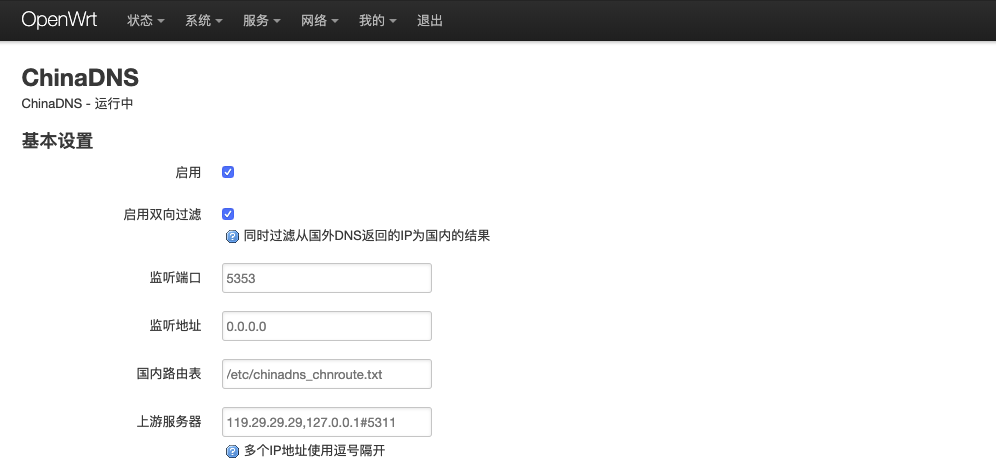 OpenWrt 状态 系统 服务 网络 我的 退出
ChinaDNS
ChinaDNS - 运行中
基本设置
启用
启用双向过滤
同时过滤从国外DNS返回的IP为国内的结果
监听端口 5353
监听地址 0.0.0.0
国内路由表 /etc/chinadns_chnroute.txt
上游服务器 119.29.29.29,127.0.0.1#5311
多个IP地址使用逗号隔开